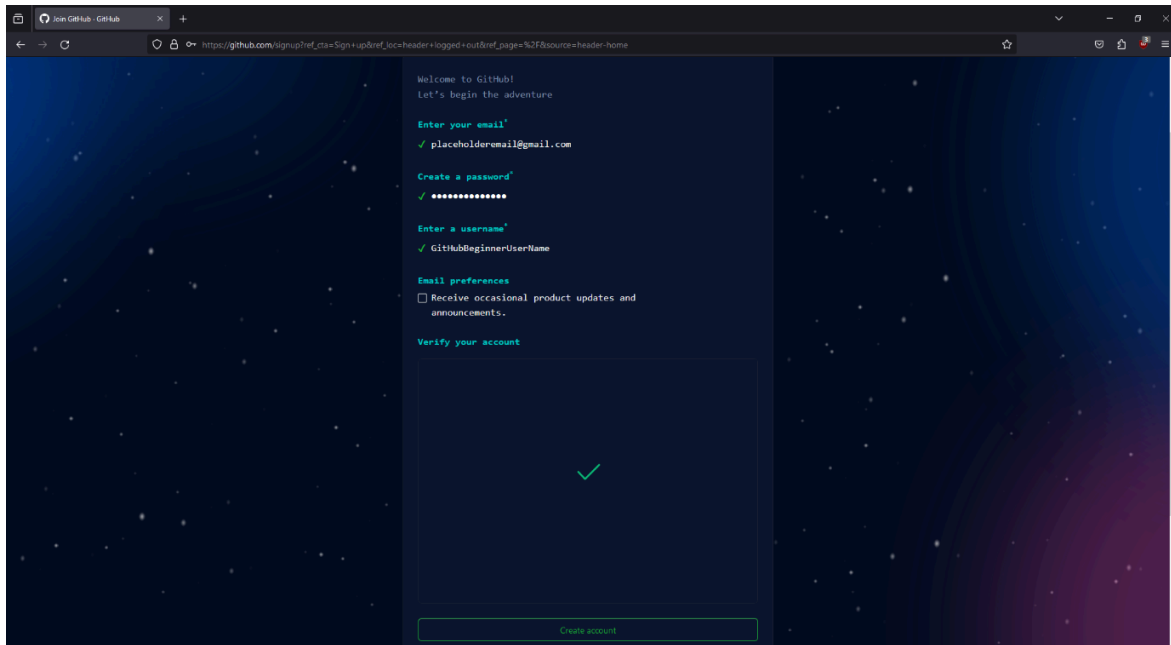 Join GitHub · GitHub
https://github.com/signup?ref_cta=Sign+up&ref_loc=header+logged+out&ref_page=%2F&source=header-home
3
Welcome to GitHub!
Let's begin the adventure
Enter your email*
✓ placeholderemail@gmail.com
Create a password*
✓ ••••••••••••••
Enter a username*
✓ GitHubBeginnerUserName
Email preferences
Receive occasional product updates and
announcements.
Verify your account
Create account